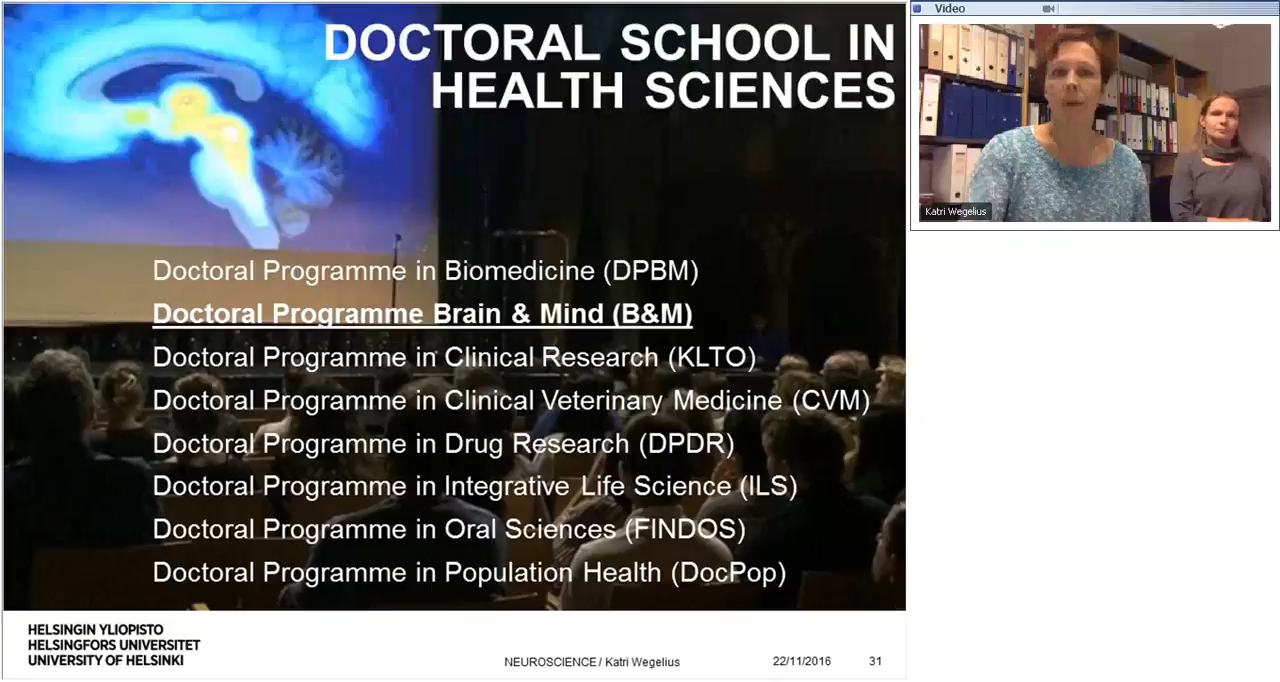 DOCTORAL SCHOOL IN
HEALTH SCIENCES
Doctoral Programme in Biomedicine (DPBM)
Doctoral Programme Brain & Mind (B&M)
Doctoral Programme in Clinical Research (KLTO)
Doctoral Programme in Clinical Veterinary Medicine (CVM)
Doctoral Programme in Drug Research (DPDR)
Doctoral Programme in Integrative Life Science (ILS)
Doctoral Programme in Oral Sciences (FINDOS)
Doctoral Programme in Population Health (DocPop)
HELSINGIN YLIOPISTO
HELSINGFORS UNIVERSITET
UNIVERSITY OF HELSINKI
NEUROSCIENCE / Katri Wegelius
22/11/2016
31
Video
Katri Wegelius